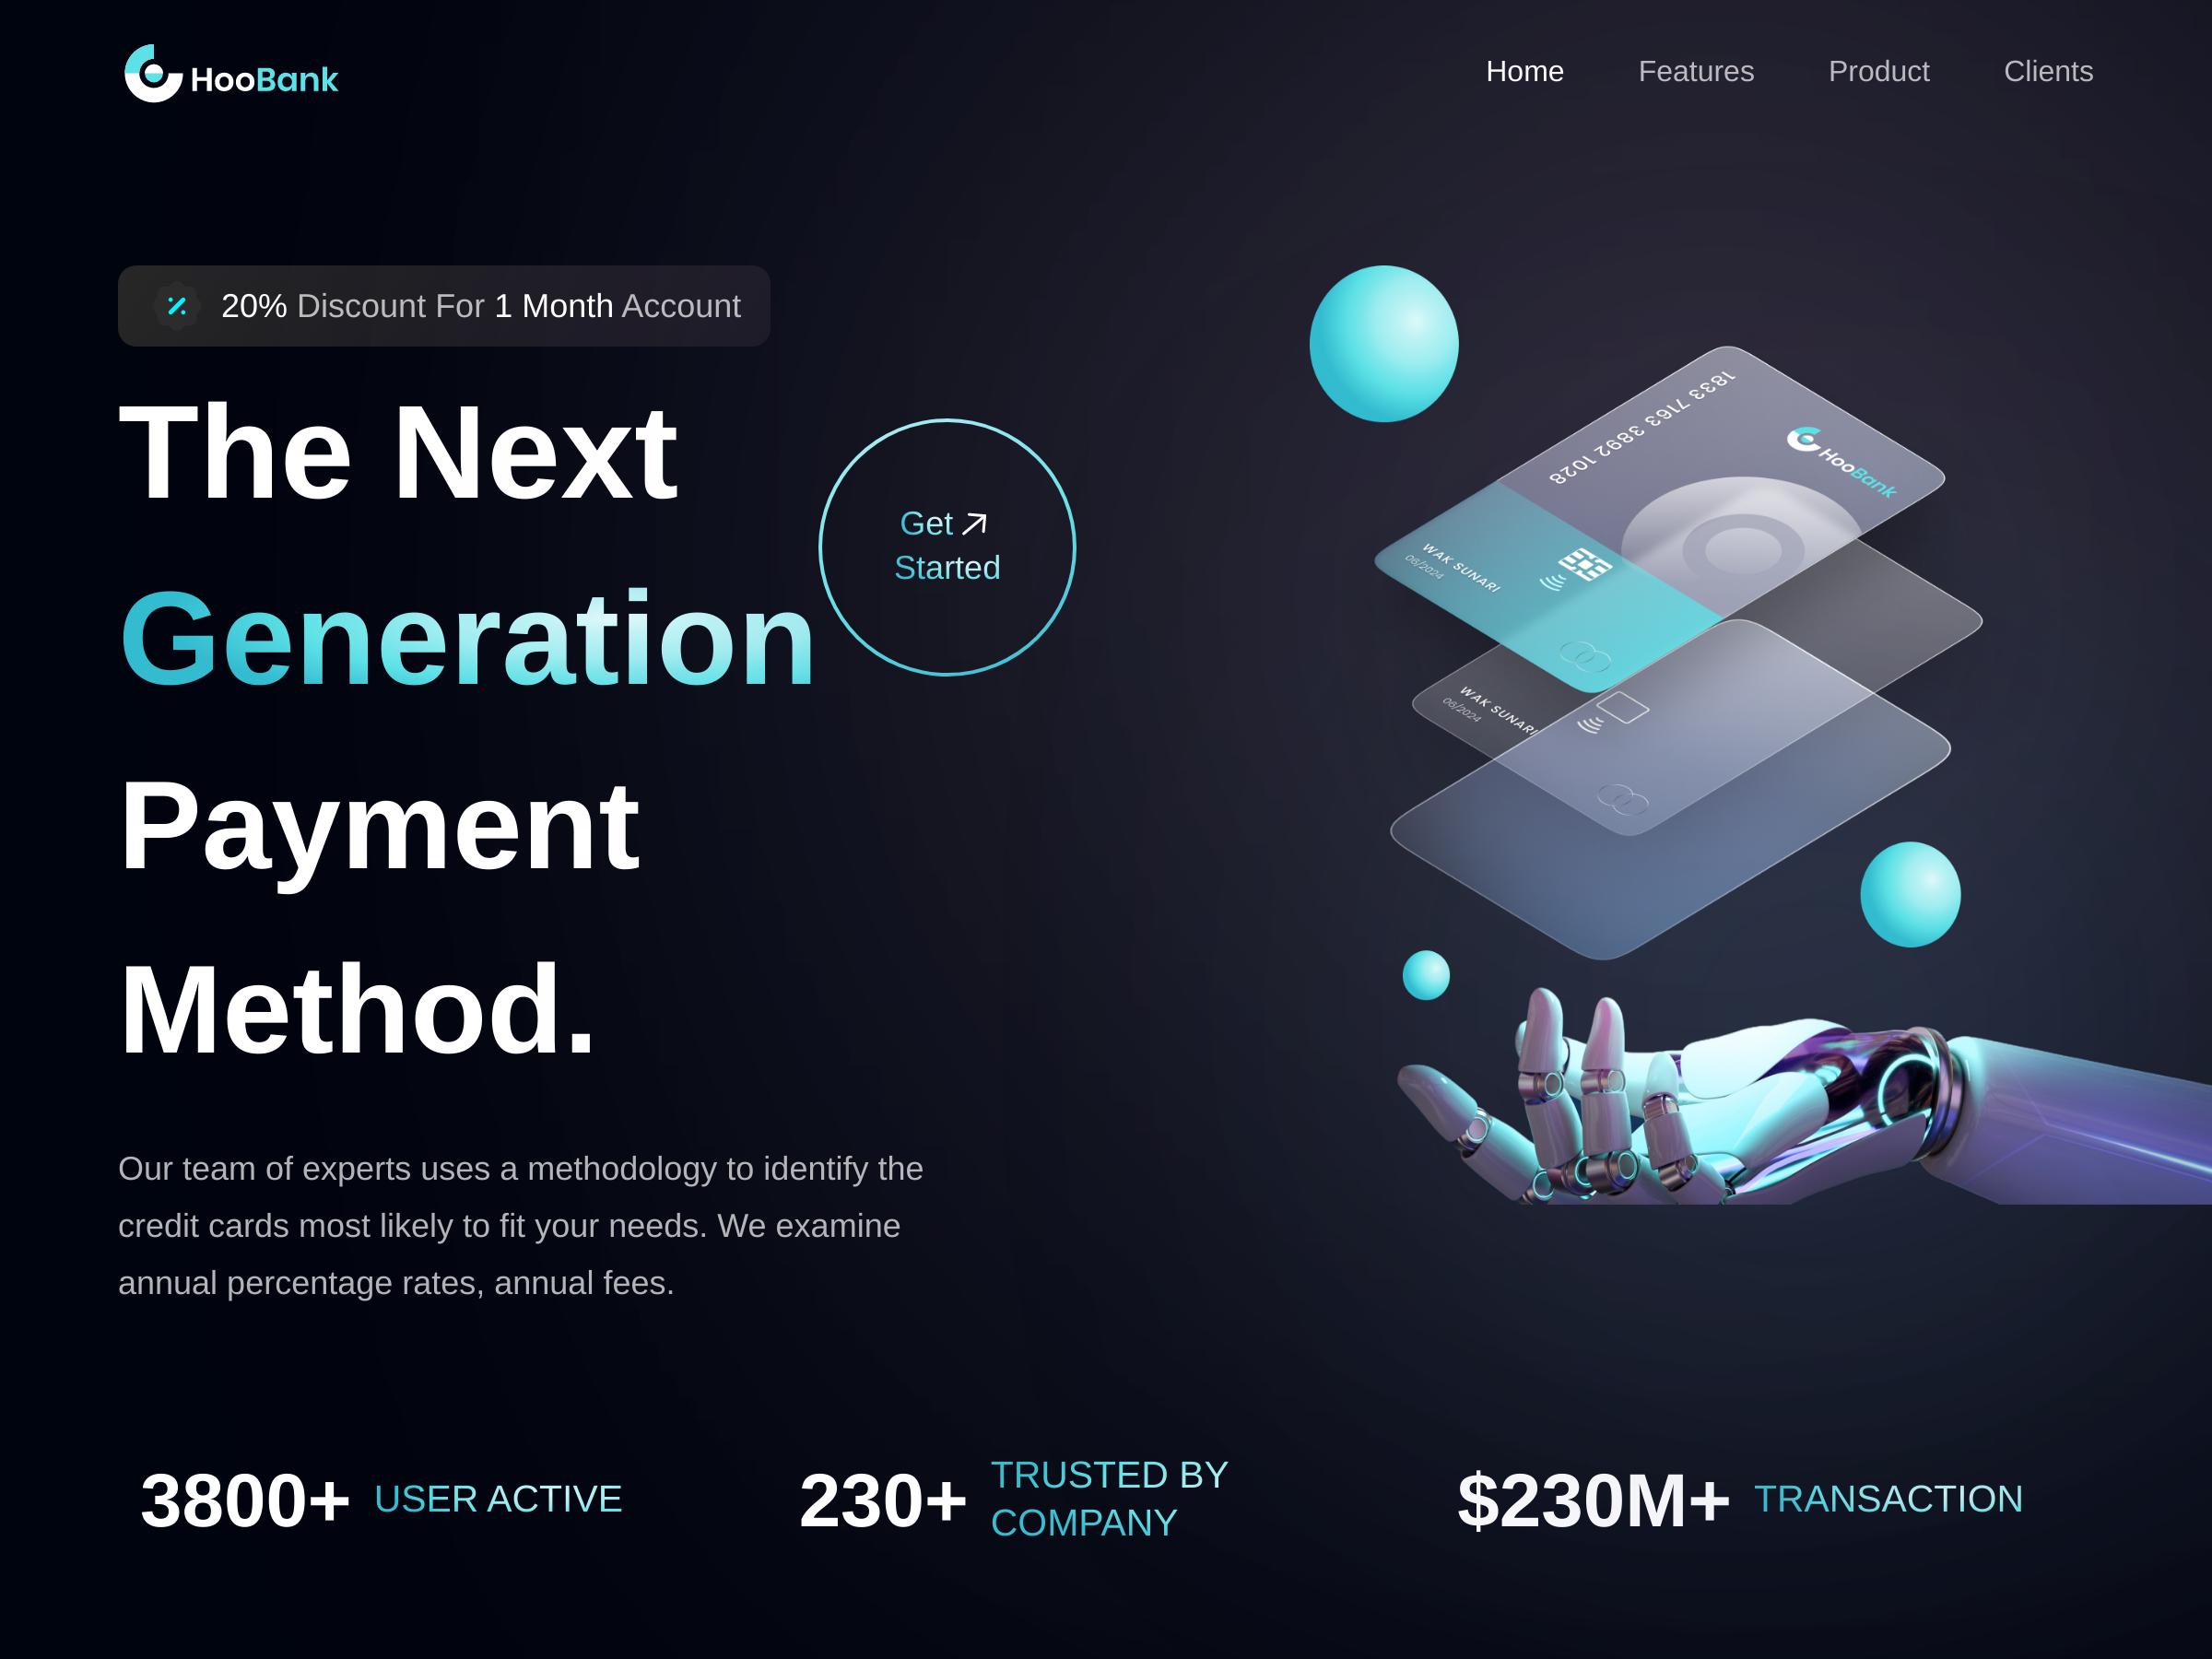 HooBank
Home
Features
Product
Clients
20% Discount For 1 Month Account
The Next
Generation
Payment
Method.
Get
Started
1833 7163 3892 1028
HooBank
WAK SUNARI
06/2024
WAK SUNARI
06/2024
Our team of experts uses a methodology to identify the
credit cards most likely to fit your needs. We examine
annual percentage rates, annual fees.
3800+ USER ACTIVE
230+ TRUSTED BY
COMPANY
$230M+ TRANSACTION